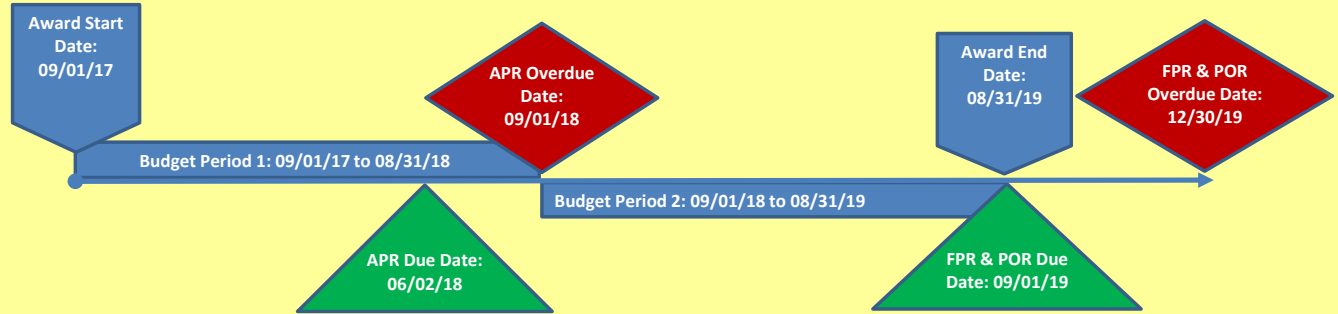 Award Start
Date:
09/01/17
APR Overdue
Date:
09/01/18
Award End
Date:
08/31/19
FPR & POR
Overdue Date:
12/30/19
Budget Period 1: 09/01/17 to 08/31/18
Budget Period 2: 09/01/18 to 08/31/19
APR Due Date:
06/02/18
FPR & POR Due
Date: 09/01/19